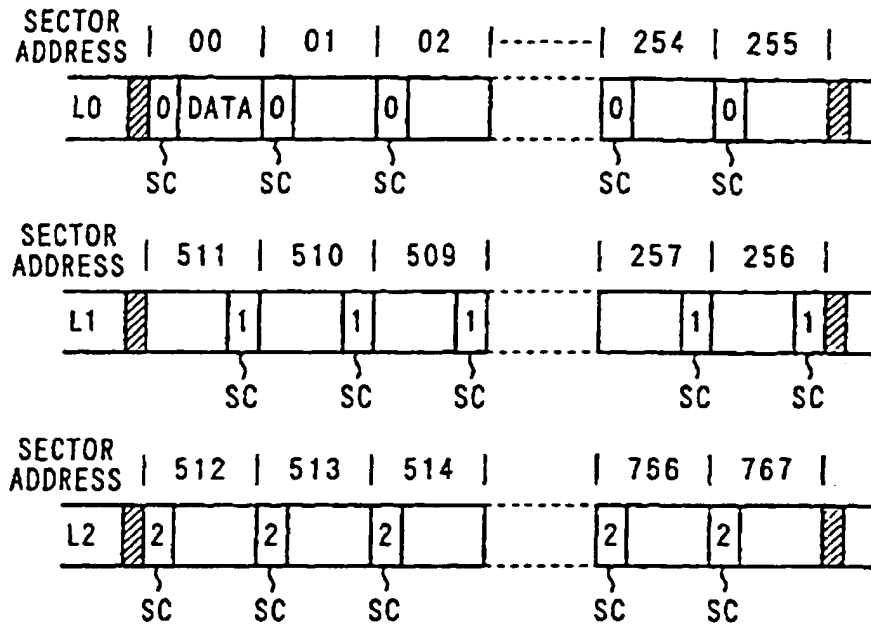 SECTOR ADDRESS | 00 | 01 | 02 | 254 | 255 |
L0 0 DATA 0 0 0 0
SC SC SC SC SC
SECTOR ADDRESS | 511 | 510 | 509 | 257 | 256 |
L1 1 1 1 1 1
SC SC SC SC SC
SECTOR ADDRESS | 512 | 513 | 514 | 756 | 767 |
L2 2 2 2 2 2
SC SC SC SC SC